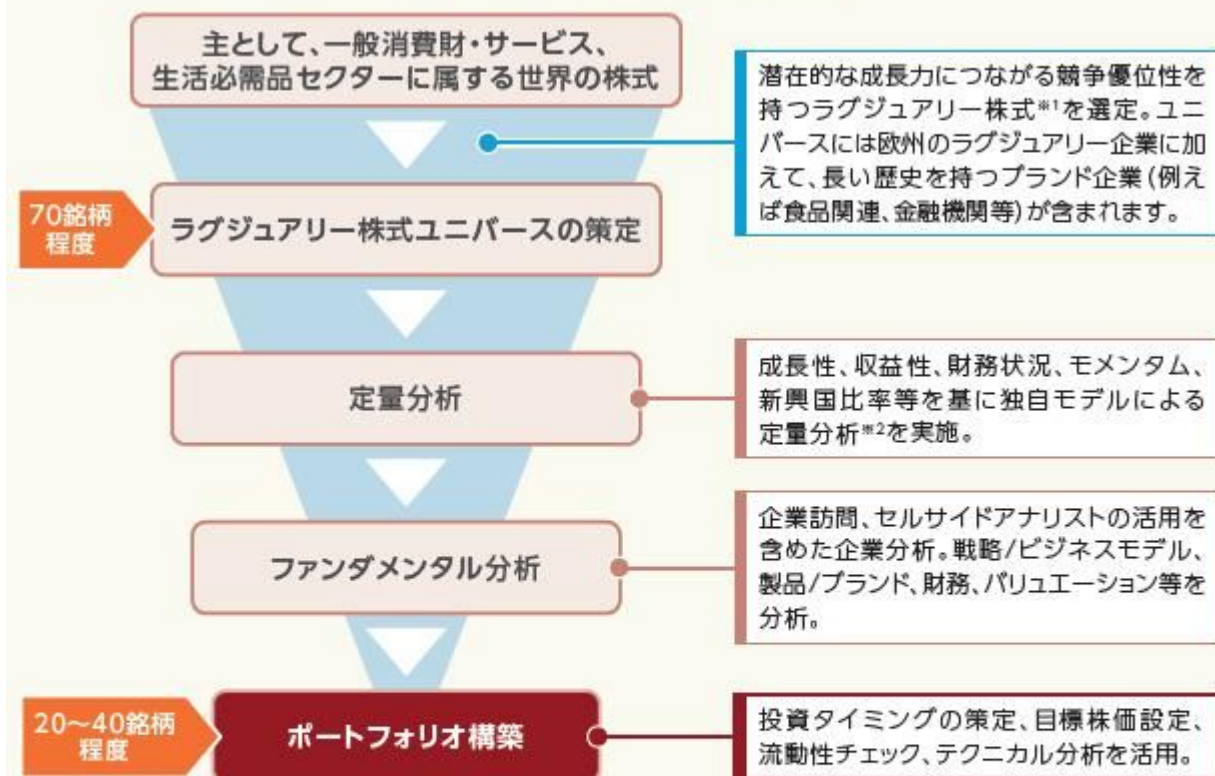 主として、一般消費財・サービス、
生活必需品セクターに属する世界の株式
潜在的な成長力につながる競争優位性を
持つラグジュアリー株式※1を選定。ユニ
バースには欧州のラグジュアリー企業に加
えて、長い歴史を持つブランド企業(例え
ば食品関連、金融機関等)が含まれます。
70銘柄
程度
ラグジュアリー株式ユニバースの策定
定量分析
成長性、収益性、財務状況、モメンタム、
新興国比率等を基に独自モデルによる
定量分析※2を実施。
ファンダメンタル分析
企業訪問、セルサイドアナリストの活用を
含めた企業分析。戦略/ビジネスモデル、
製品/ブランド、財務、バリュエーション等を
分析。
20～40銘柄
程度
ポートフォリオ構築
投資タイミングの策定、目標株価設定、
流動性チェック、テクニカル分析を活用。